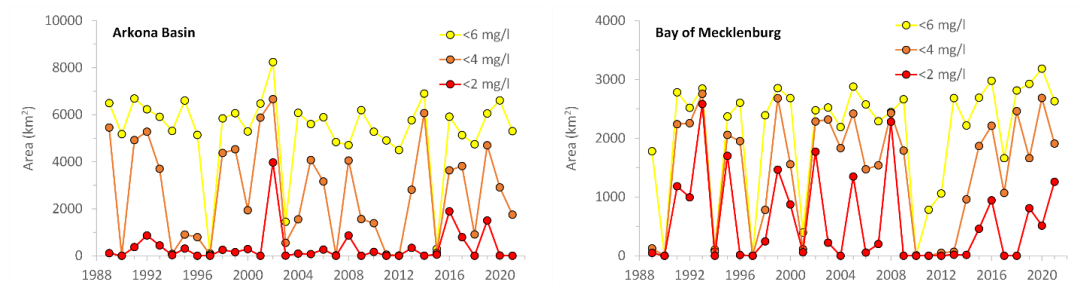 Arkona Basin
<6 mg/l
<4 mg/l
<2 mg/l
Area (km²)
10000
8000
6000
4000
2000
0
1988 1992 1996 2000 2004 2008 2012 2016 2020
Bay of Mecklenburg
<6 mg/l
<4 mg/l
<2 mg/l
Area (km²)
4000
3000
2000
1000
0
1988 1992 1996 2000 2004 2008 2012 2016 2020